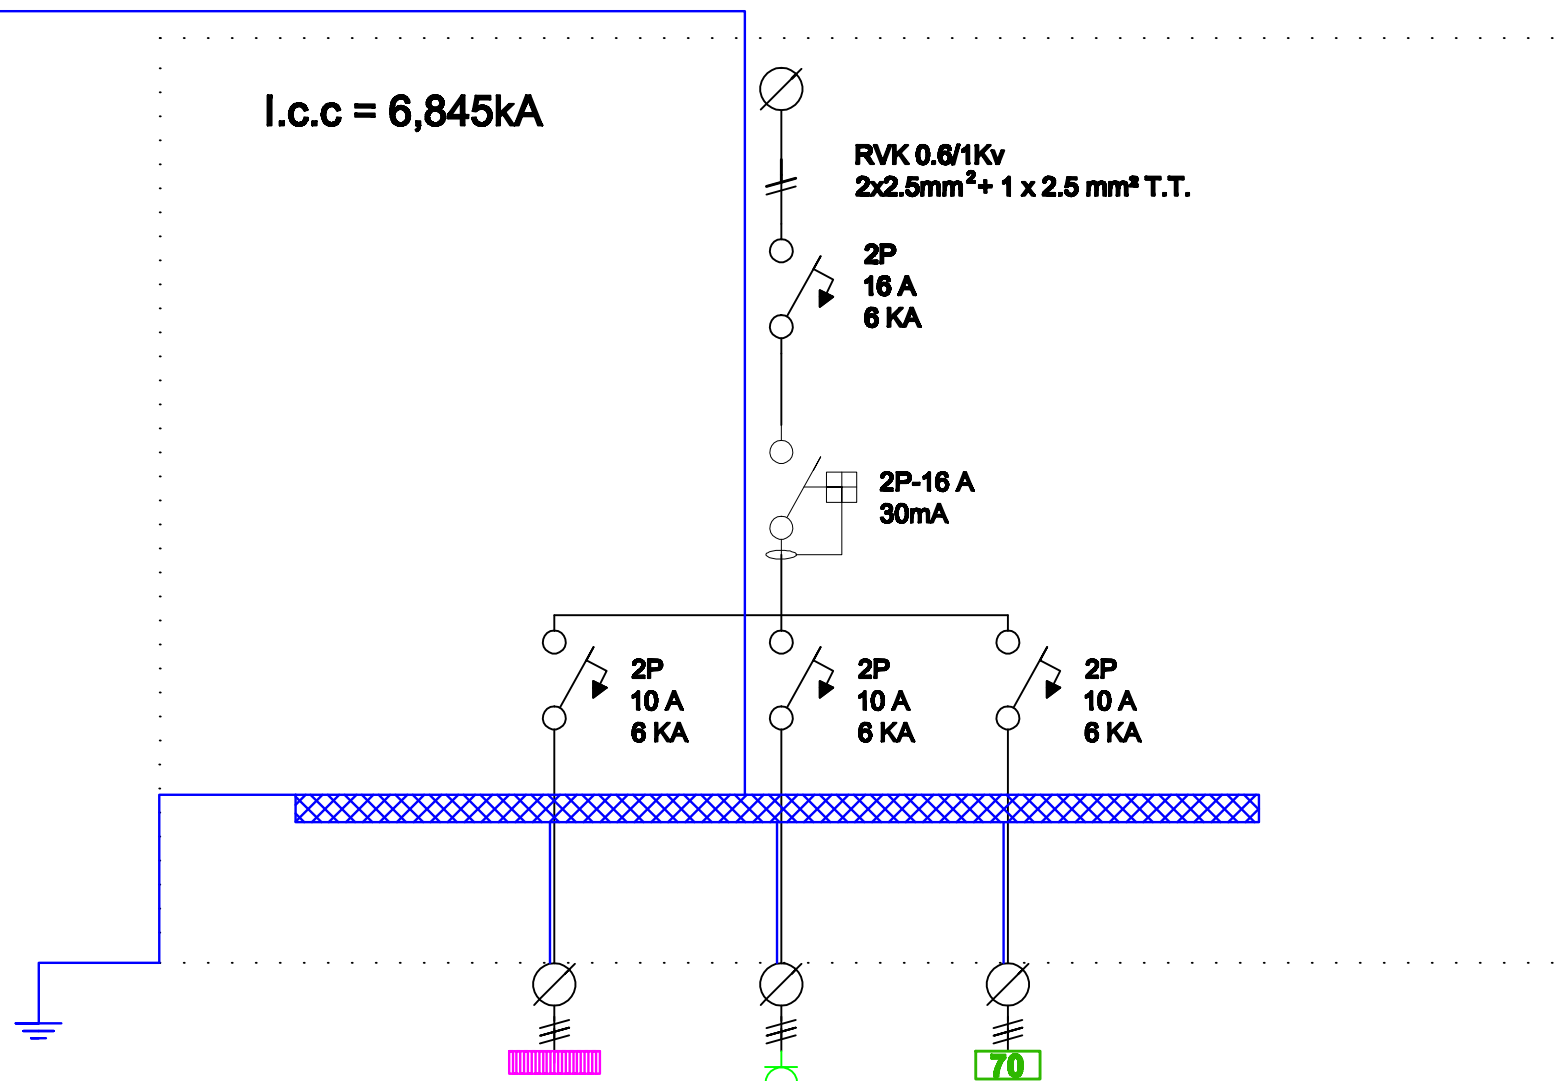 I.c.c = 6,845kA
RVK 0.6/1Kv
2x2.5mm²+ 1 x 2.5 mm² T.T.
2P
16 A
6 KA
2P-16 A
30mA
2P
10 A
6 KA
2P
10 A
6 KA
2P
10 A
6 KA
70